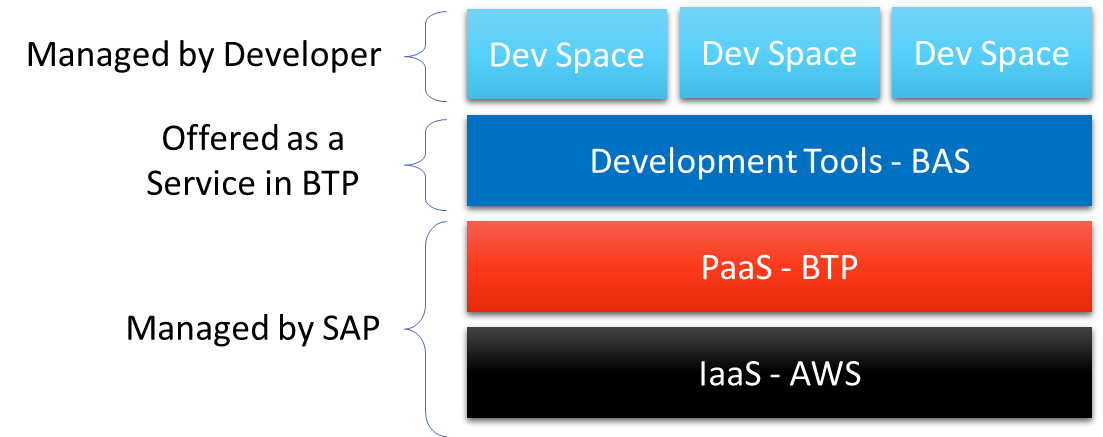 Managed by Developer
Dev Space
Dev Space
Dev Space
Offered as a
Service in BTP
Development Tools - BAS
Managed by SAP
PaaS - BTP
IaaS - AWS